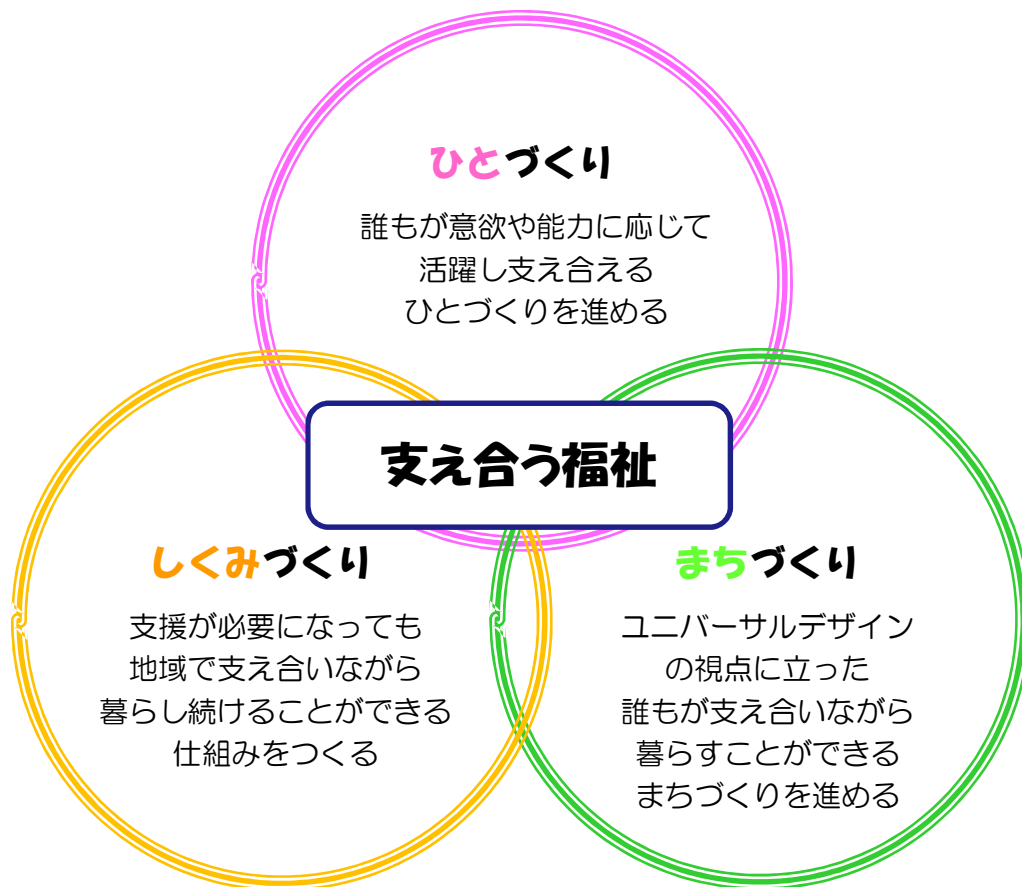 ひとづくり
誰もが意欲や能力に応じて
活躍し支え合える
ひとづくりを進める
支え合う福祉
しくみづくり
支援が必要になっても
地域で支え合いながら
暮らし続けることができる
仕組みをつくる
まちづくり
ユニバーサルデザイン
の視点に立った
誰もが支え合いながら
暮らすことができる
まちづくりを進める